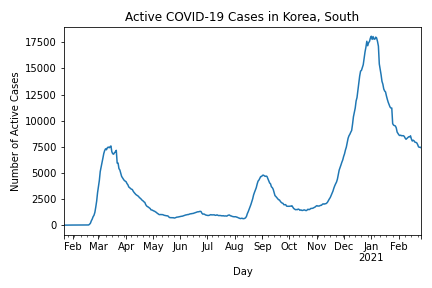 Active COVID-19 Cases in Korea, South
Number of Active Cases
17500
15000
12500
10000
7500
5000
2500
0
Feb Mar Apr May Jun Jul Aug Sep Oct Nov Dec Jan Feb
2021
Day